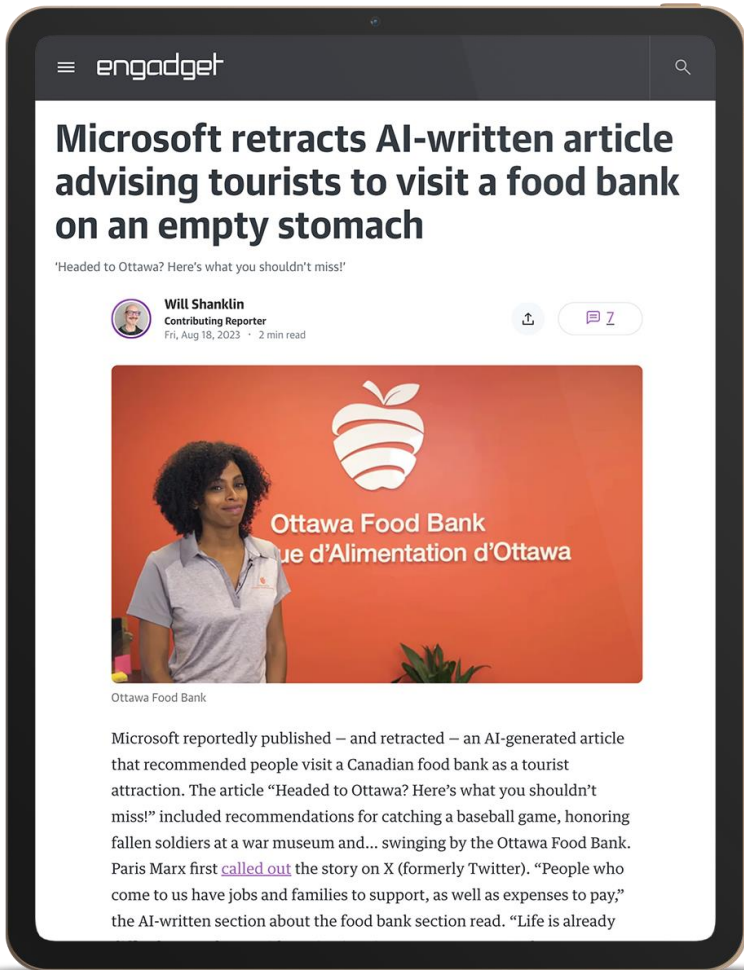 engadget
Microsoft retracts AI-written article
advising tourists to visit a food bank
on an empty stomach
'Headed to Ottawa? Here's what you shouldn't miss!'
Will Shanklin
Contributing Reporter
Fri, Aug 18, 2023 · 2 min read
7
Ottawa Food Bank
ue d'Alimentation d'Ottawa
Ottawa Food Bank
Microsoft reportedly published — and retracted — an AI-generated article
that recommended people visit a Canadian food bank as a tourist
attraction. The article “Headed to Ottawa? Here's what you shouldn't
miss!” included recommendations for catching a baseball game, honoring
fallen soldiers at a war museum and... swinging by the Ottawa Food Bank.
Paris Marx first called out the story on X (formerly Twitter). “People who
come to us have jobs and families to support, as well as expenses to pay,”
the AI-written section about the food bank section read. “Life is already